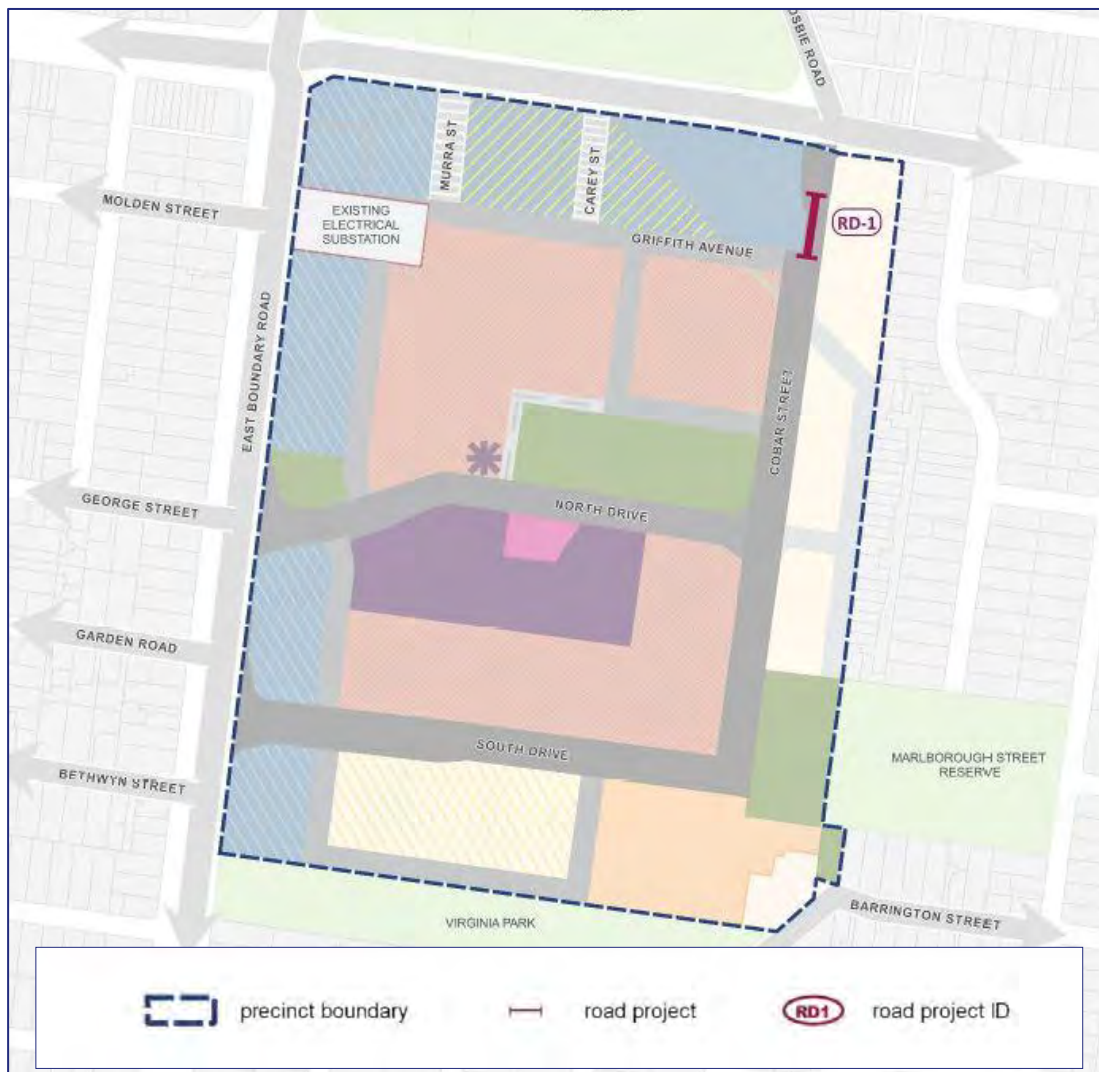 MURRA ST
CAREY ST
MOLDEN STREET
EXISTING
ELECTRICAL
SUBSTATION
RD-1
GRIFFITH AVENUE
EAST BOUNDARY ROAD
COBAR STREET
GEORGE STREET
NORTH DRIVE
GARDEN ROAD
SOUTH DRIVE
MARLBOROUGH STREET
RESERVE
BETHWYN STREET
BARRINGTON STREET
VIRGINIA PARK
precinct boundary
road project
RD1
road project ID